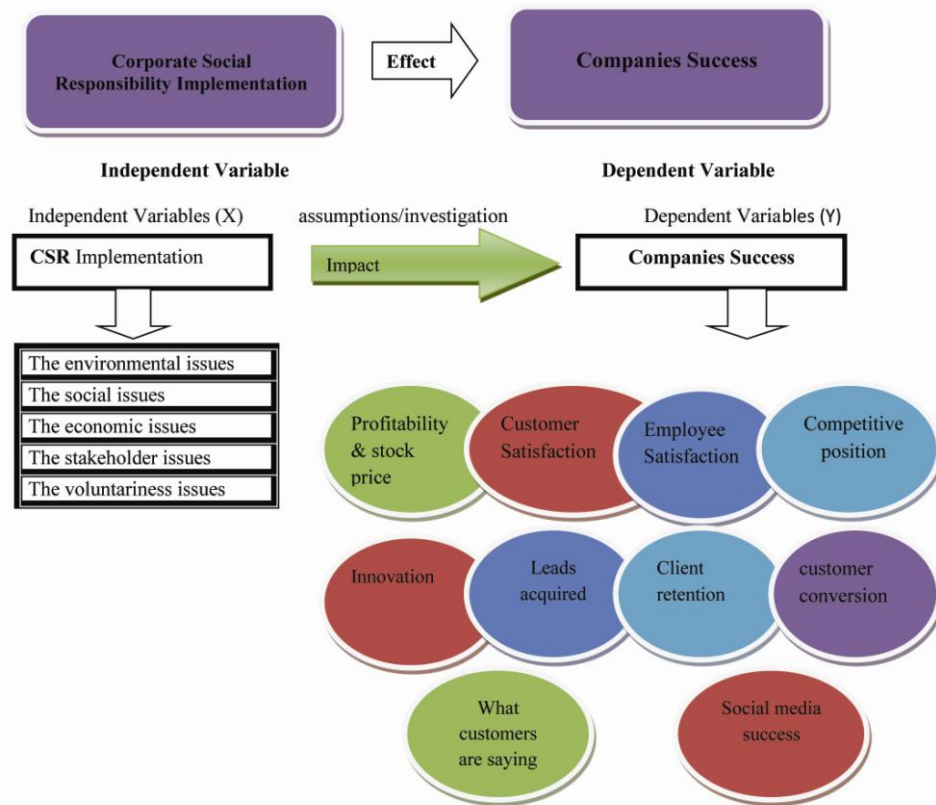 Corporate Social
Responsibility Implementation
Effect
Companies Success
Independent Variable
Dependent Variable
Independent Variables (X)
assumptions/investigation
Dependent Variables (Y)
CSR Implementation
Impact
Companies Success
The environmental issues
The social issues
The economic issues
The stakeholder issues
The voluntariness issues
Profitability
& stock
price
Customer
Satisfaction
Employee
Satisfaction
Competitive
position
Innovation
Leads
acquired
Client
retention
customer
conversion
What
customers
are saying
Social media
success